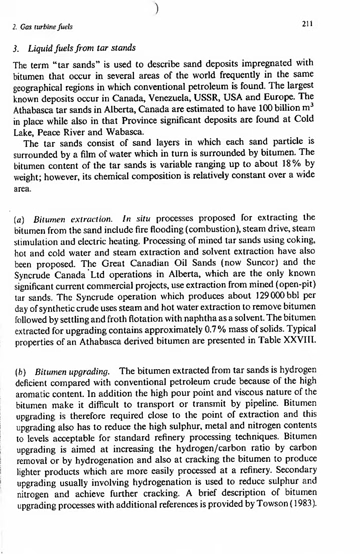 2. Gas turbine fuels
211
3. Liquid fuels from tar stands
The term "tar sands" is used to describe sand deposits impregnated with
bitumen that occur in several areas of the world frequently in the same
geographical regions in which conventional petroleum is found. The largest
known deposits occur in Canada, Venezuela, USSR, USA and Europe. The
Athabasca tar sands in Alberta, Canada are estimated to have 100 billion m³
in place while also in that Province significant deposits are found at Cold
Lake, Peace River and Wabasca.
The tar sands consist of sand layers in which each sand particle is
surrounded by a film of water which in turn is surrounded by bitumen. The
bitumen content of the tar sands is variable ranging up to about 18% by
weight; however, its chemical composition is relatively constant over a wide
area.
(a) Bitumen extraction. In situ processes proposed for extracting the
bitumen from the sand include fire flooding (combustion), steam drive, steam
stimulation and electric heating. Processing of mined tar sands using coking,
hot and cold water and steam extraction and solvent extraction have also
been proposed. The Great Canadian Oil Sands (now Suncor) and the
Syncrude Canada Ltd operations in Alberta, which are the only known
significant current commercial projects, use extraction from mined (open-pit)
tar sands. The Syncrude operation which produces about 129000 bbl per
day of synthetic crude uses steam and hot water extraction to remove bitumen
followed by settling and froth flotation with naphtha as a solvent. The bitumen
extracted for upgrading contains approximately 0.7% mass of solids. Typical
properties of an Athabasca derived bitumen are presented in Table XXVIII.
(b) Bitumen upgrading. The bitumen extracted from tar sands is hydrogen
deficient compared with conventional petroleum crude because of the high
aromatic content. In addition the high pour point and viscous nature of the
bitumen make it difficult to transport or transmit by pipeline. Bitumen
upgrading is therefore required close to the point of extraction and this
upgrading also has to reduce the high sulphur, metal and nitrogen contents
to levels acceptable for standard refinery processing techniques. Bitumen
upgrading is aimed at increasing the hydrogen/carbon ratio by carbon
removal or by hydrogenation and also at cracking the bitumen to produce
lighter products which are more easily processed at a refinery. Secondary
upgrading usually involving hydrogenation is used to reduce sulphur and
nitrogen and achieve further cracking. A brief description of bitumen
upgrading processes with additional references is provided by Towson (1983).